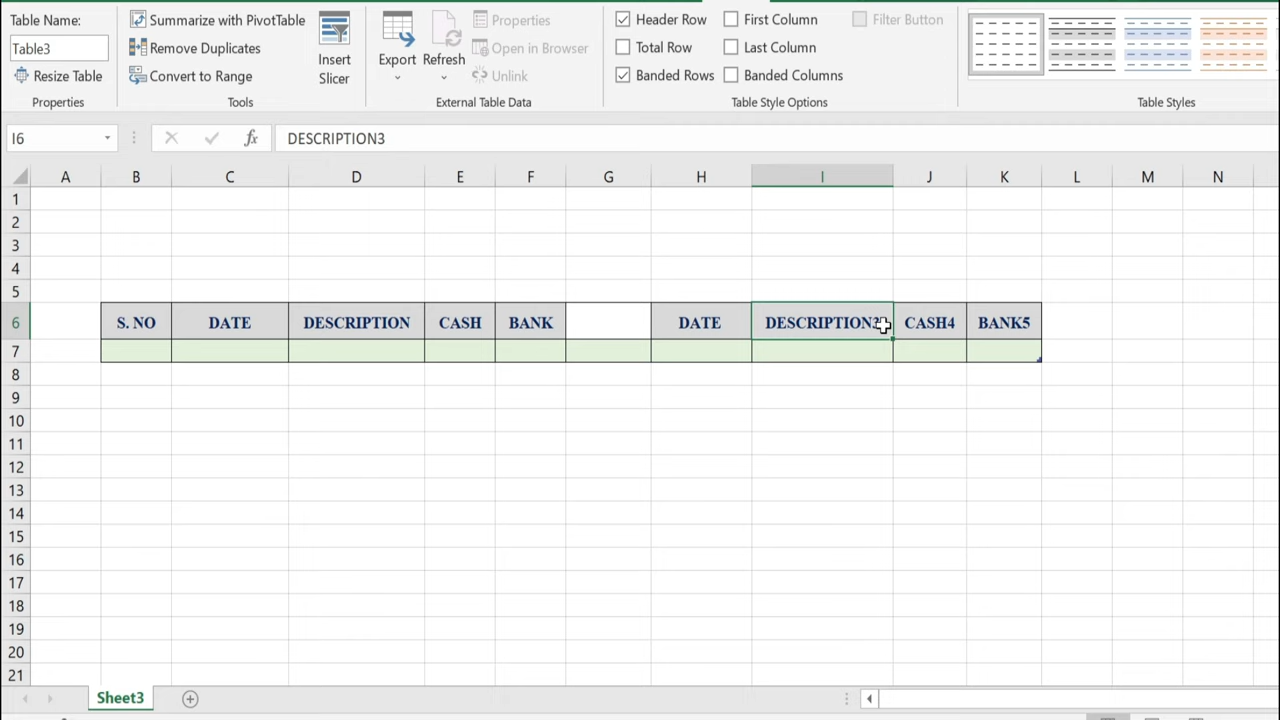 Table Name:
Table3
Resize Table
Properties
Summarize with PivotTable
Remove Duplicates
Convert to Range
Tools
Insert
Slicer
Export
Refresh
Properties
Open in Browser
Unlink
External Table Data
Header Row
Total Row
Banded Rows
First Column
Last Column
Banded Columns
Filter Button
Table Style Options
Table Styles
I6
fx
DESCRIPTION3
A B C D E F G H I J K L M N
1
2
3
4
5
6 S. NO DATE DESCRIPTION CASH BANK DATE DESCRIPTION3 CASH4 BANK5
7
8
9
10
11
12
13
14
15
16
17
18
19
20
21
Sheet3